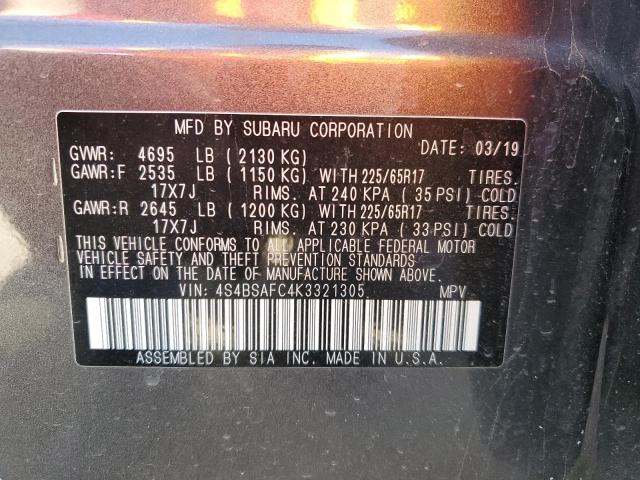 MFD BY SUBARU CORPORATION
GVWR: 4695 LB ( 2130 KG) DATE: 03/19
GAWR:F 2535 LB ( 1150 KG) WITH 225/65R17 TIRES.
17X7J RIMS. AT 240 KPA ( 35 PSI) COLD
GAWR:R 2645 LB ( 1200 KG) WITH 225/65R17 TIRES.
17X7J RIMS. AT 230 KPA ( 33 PSI) COLD
THIS VEHICLE CONFORMS TO ALL APPLICABLE FEDERAL MOTOR
VEHICLE SAFETY AND THEFT PREVENTION STANDARDS
IN EFFECT ON THE DATE OF MANUFACTURE SHOWN ABOVE.
VIN: 4S4BSAFC4K3321305 MPV
ASSEMBLED BY SIA INC. MADE IN U.S.A.